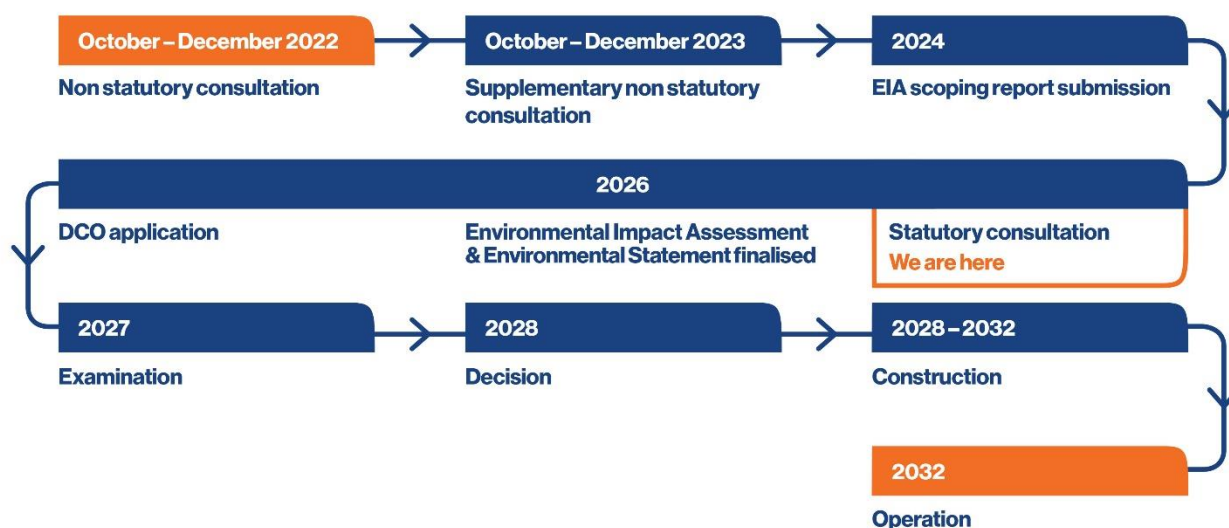 October – December 2022
Non statutory consultation
October – December 2023
Supplementary non statutory
consultation
2024
EIA scoping report submission
2026
Statutory consultation
We are here
Environmental Impact Assessment
& Environmental Statement finalised
DCO application
2027
Examination
2028
Decision
2028 – 2032
Construction
2032
Operation